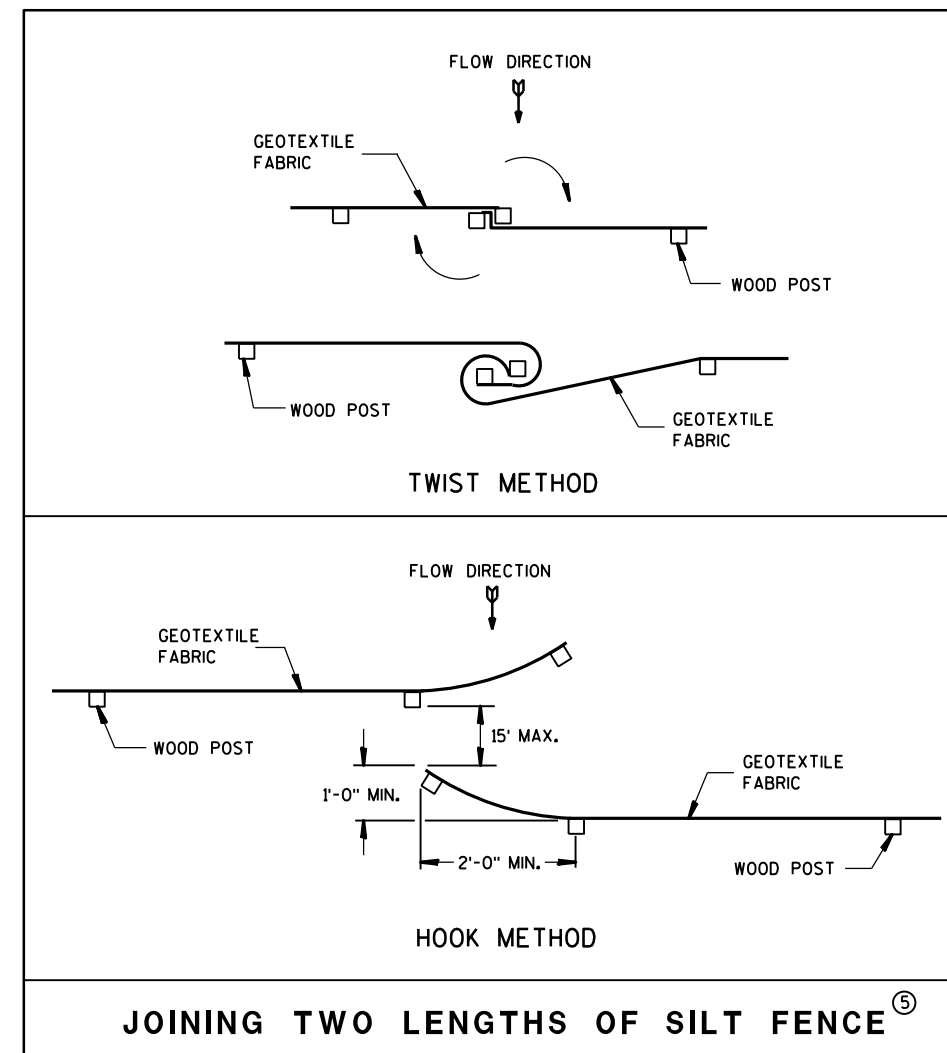 FLOW DIRECTION
GEOTEXTILE
FABRIC
WOOD POST
WOOD POST
GEOTEXTILE
FABRIC
TWIST METHOD
FLOW DIRECTION
GEOTEXTILE
FABRIC
WOOD POST
15' MAX.
1'-0" MIN.
GEOTEXTILE
FABRIC
2'-0" MIN.
WOOD POST
HOOK METHOD
JOINING TWO LENGTHS OF SILT FENCE ⑤